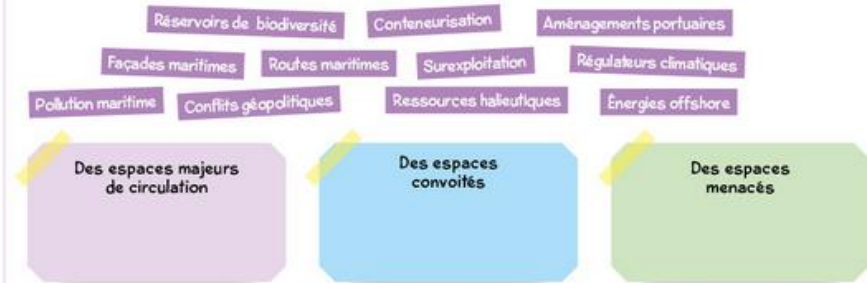 Réservoirs de biodiversité
Conteneurisation
Aménagements portuaires
Façades maritimes
Routes maritimes
Surexploitation
Régulateurs climatiques
Pollution maritime
Conflits géopolitiques
Ressources halieutiques
Énergies offshore
Des espaces majeurs
de circulation
Des espaces
convoités
Des espaces
menacés